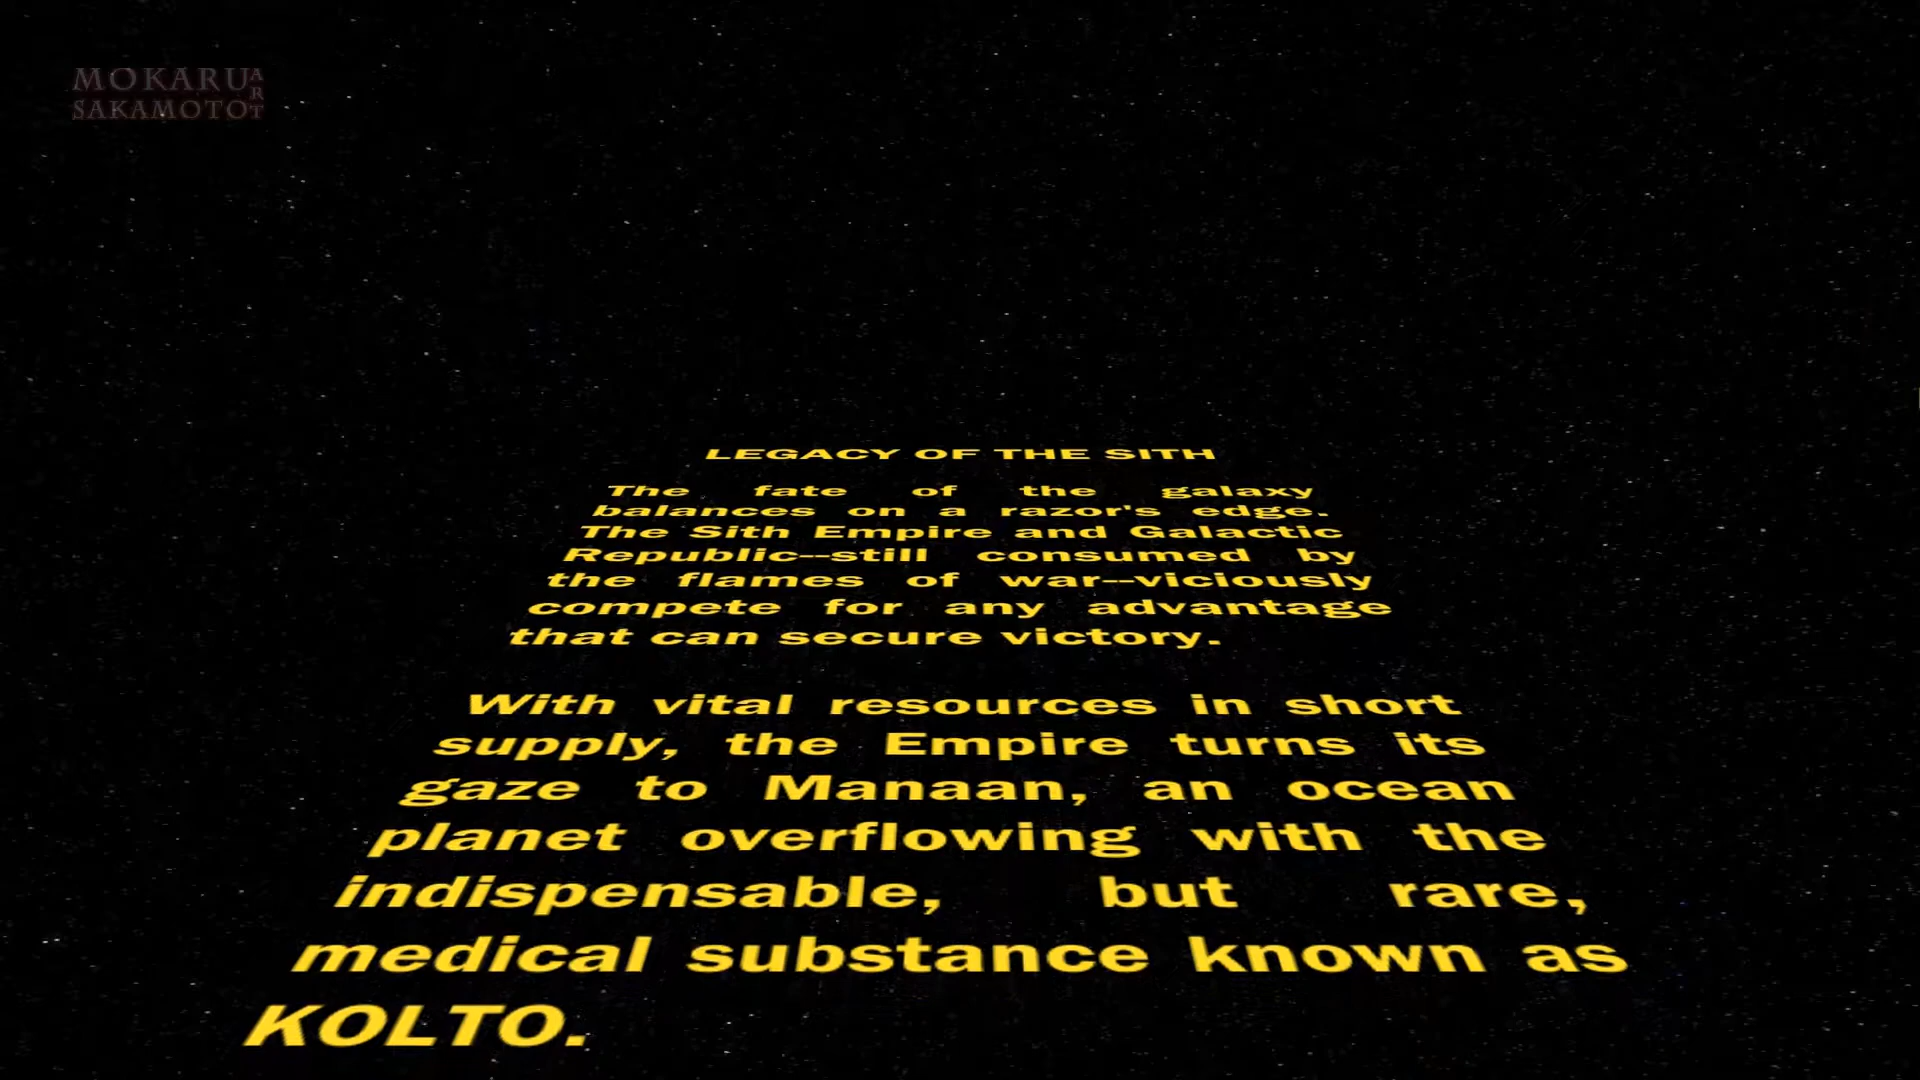 MOKARU ART
SAKAMOTO
LEGACY OF THE SITH
The fate of the galaxy
balances on a razor's edge.
The Sith Empire and Galactic
Republic--still consumed by
the flames of war--viciously
compete for any advantage
that can secure victory.
With vital resources in short
supply, the Empire turns its
gaze to Manaan, an ocean
planet overflowing with the
indispensable, but rare,
medical substance known as
KOLTO.